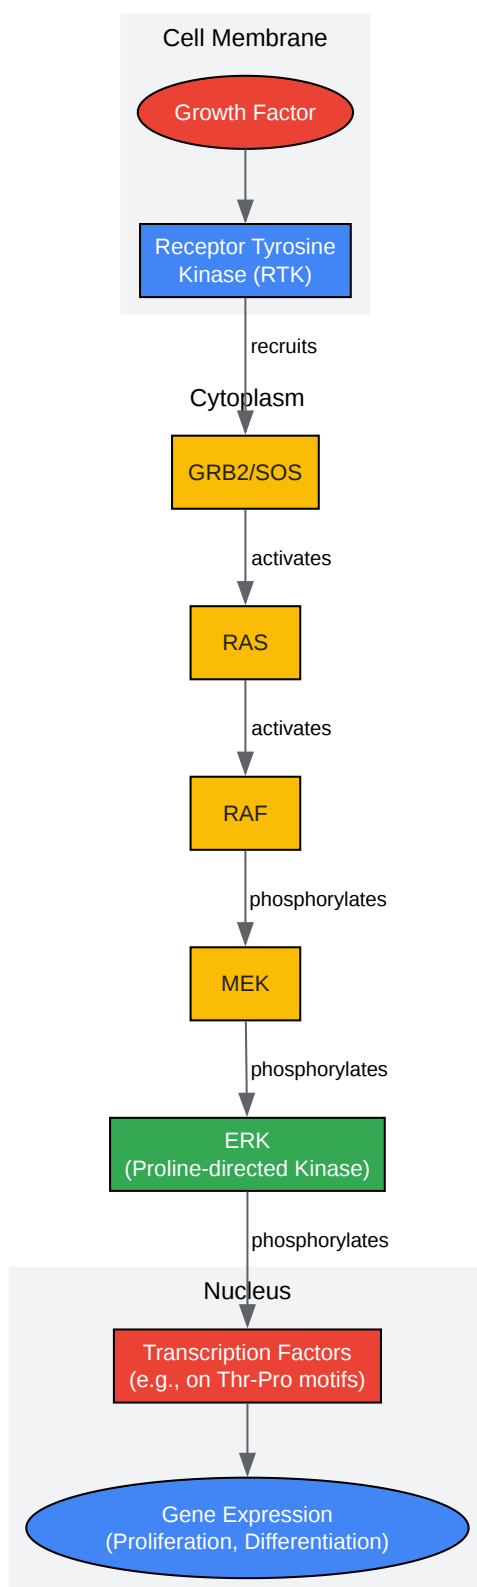 Cell Membrane
Growth Factor
Receptor Tyrosine
Kinase (RTK)
recruits
Cytoplasm
GRB2/SOS
activates
RAS
activates
RAF
phosphorylates
MEK
phosphorylates
ERK
(Proline-directed Kinase)
phosphorylates
Nucleus
Transcription Factors
(e.g., on Thr-Pro motifs)
Gene Expression
(Proliferation, Differentiation)